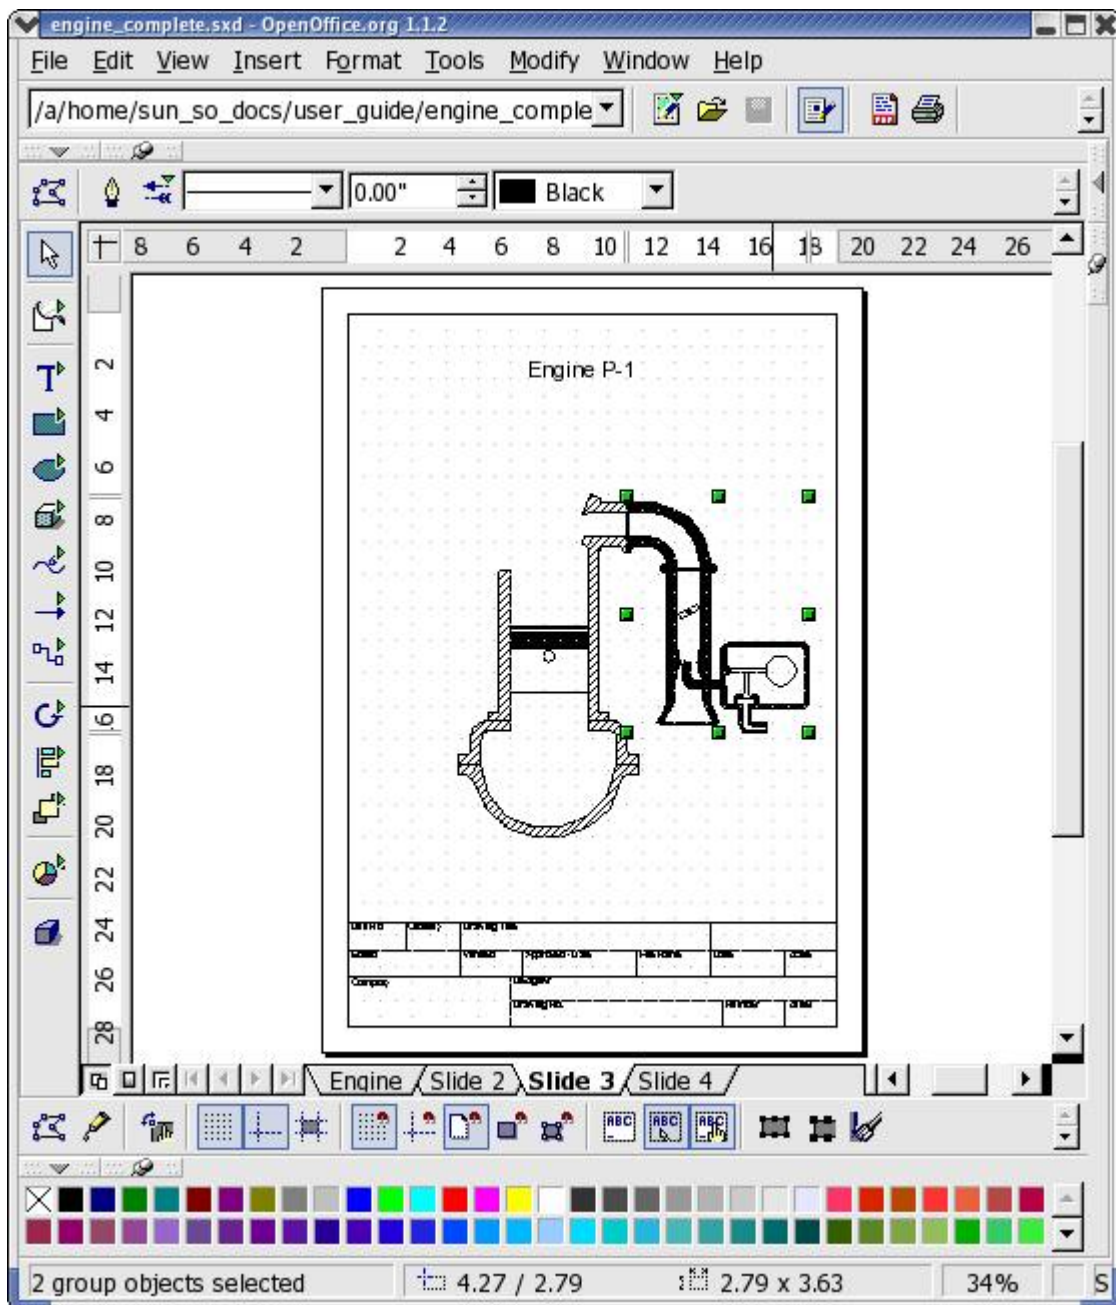 engine_complete.sxd - OpenOffice.org 1.1.2
File Edit View Insert Format Tools Modify Window Help
/a/home/sun_so_docs/user_guide/engine_comple
0.00" Black
8 6 4 2 2 4 6 8 10 12 14 16 18 20 22 24 26
2
4
6
8
10
12
14
16
18
20
22
24
26
28
Engine P-1
Company
Engine Slide 2 Slide 3 Slide 4
ABC ABC ABC
2 group objects selected 4.27 / 2.79 2.79 x 3.63 34% S